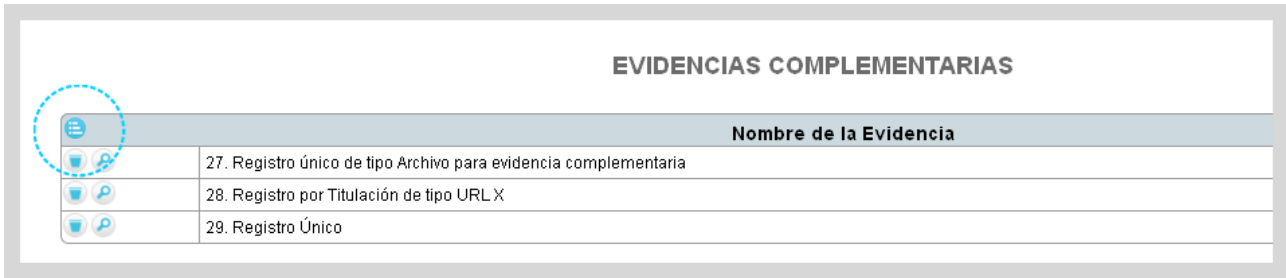 EVIDENCIAS COMPLEMENTARIAS
Nombre de la Evidencia
27. Registro único de tipo Archivo para evidencia complementaria
28. Registro por Titulación de tipo URL X
29. Registro Único